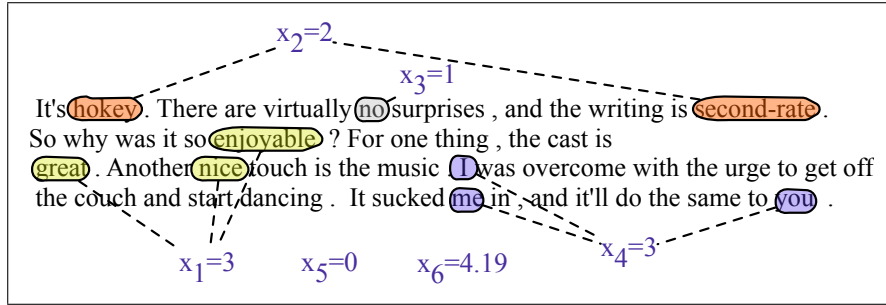 x2=2
x3=1
It's hokey . There are virtually no surprises , and the writing is second-rate .
So why was it so enjoyable ? For one thing , the cast is
great . Another nice touch is the music . I was overcome with the urge to get off
the couch and start dancing . It sucked me in , and it'll do the same to you .
x1=3 x5=0 x6=4.19 x4=3